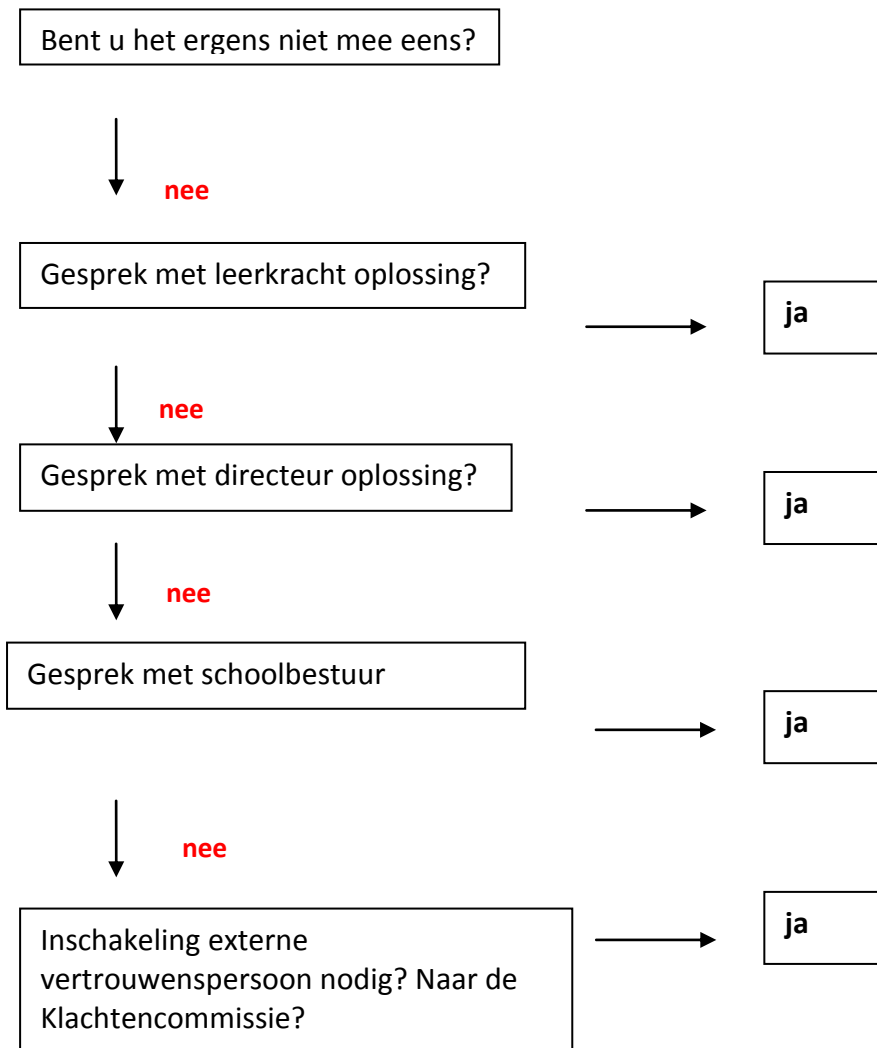 Bent u het ergens niet mee eens?
nee
Gesprek met leerkracht oplossing?
ja
nee
Gesprek met directeur oplossing?
ja
nee
Gesprek met schoolbestuur
ja
nee
Inschakeling externe
vertrouwenspersoon nodig? Naar de
Klachtencommissie?
ja